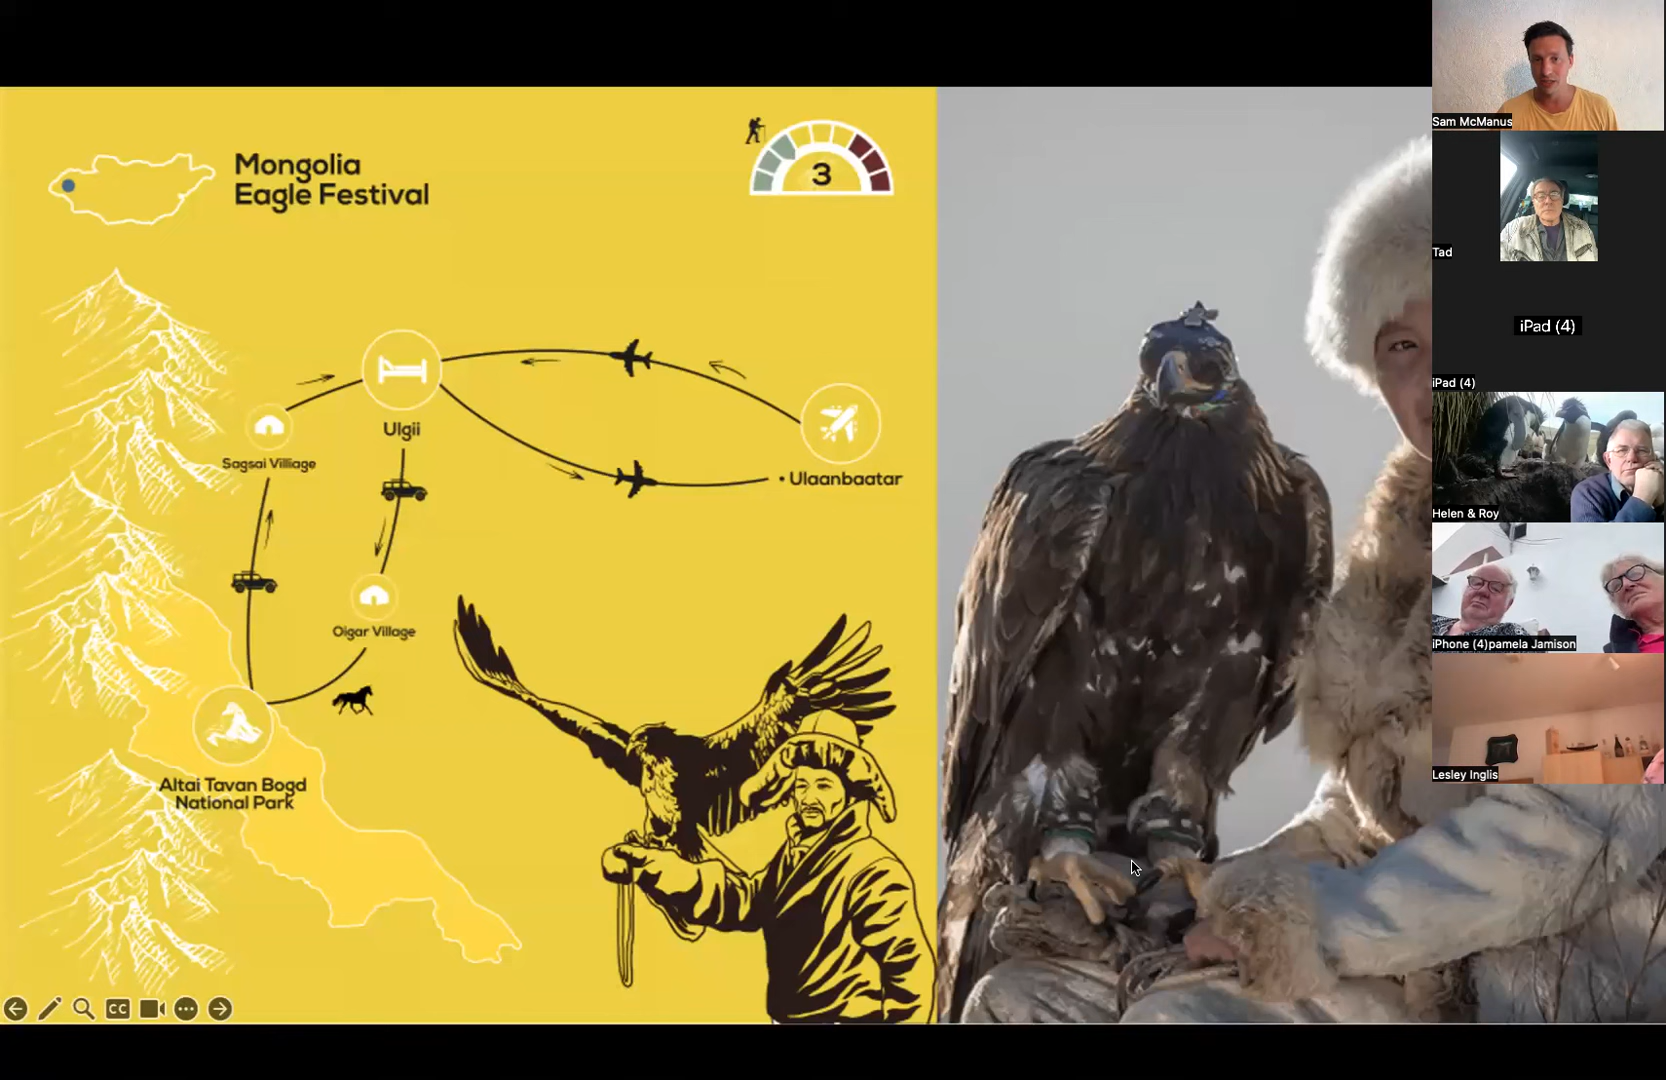 Mongolia
Eagle Festival
3
Ulgii
Sagsai Villiage
• Ulaanbaatar
Oigar Village
Altai Tavan Bogd
National Park
CC
Sam McManus
Tad
iPad (4)
iPad (4)
Helen & Roy
iPhone (4)pamela Jamison
Lesley Inglis